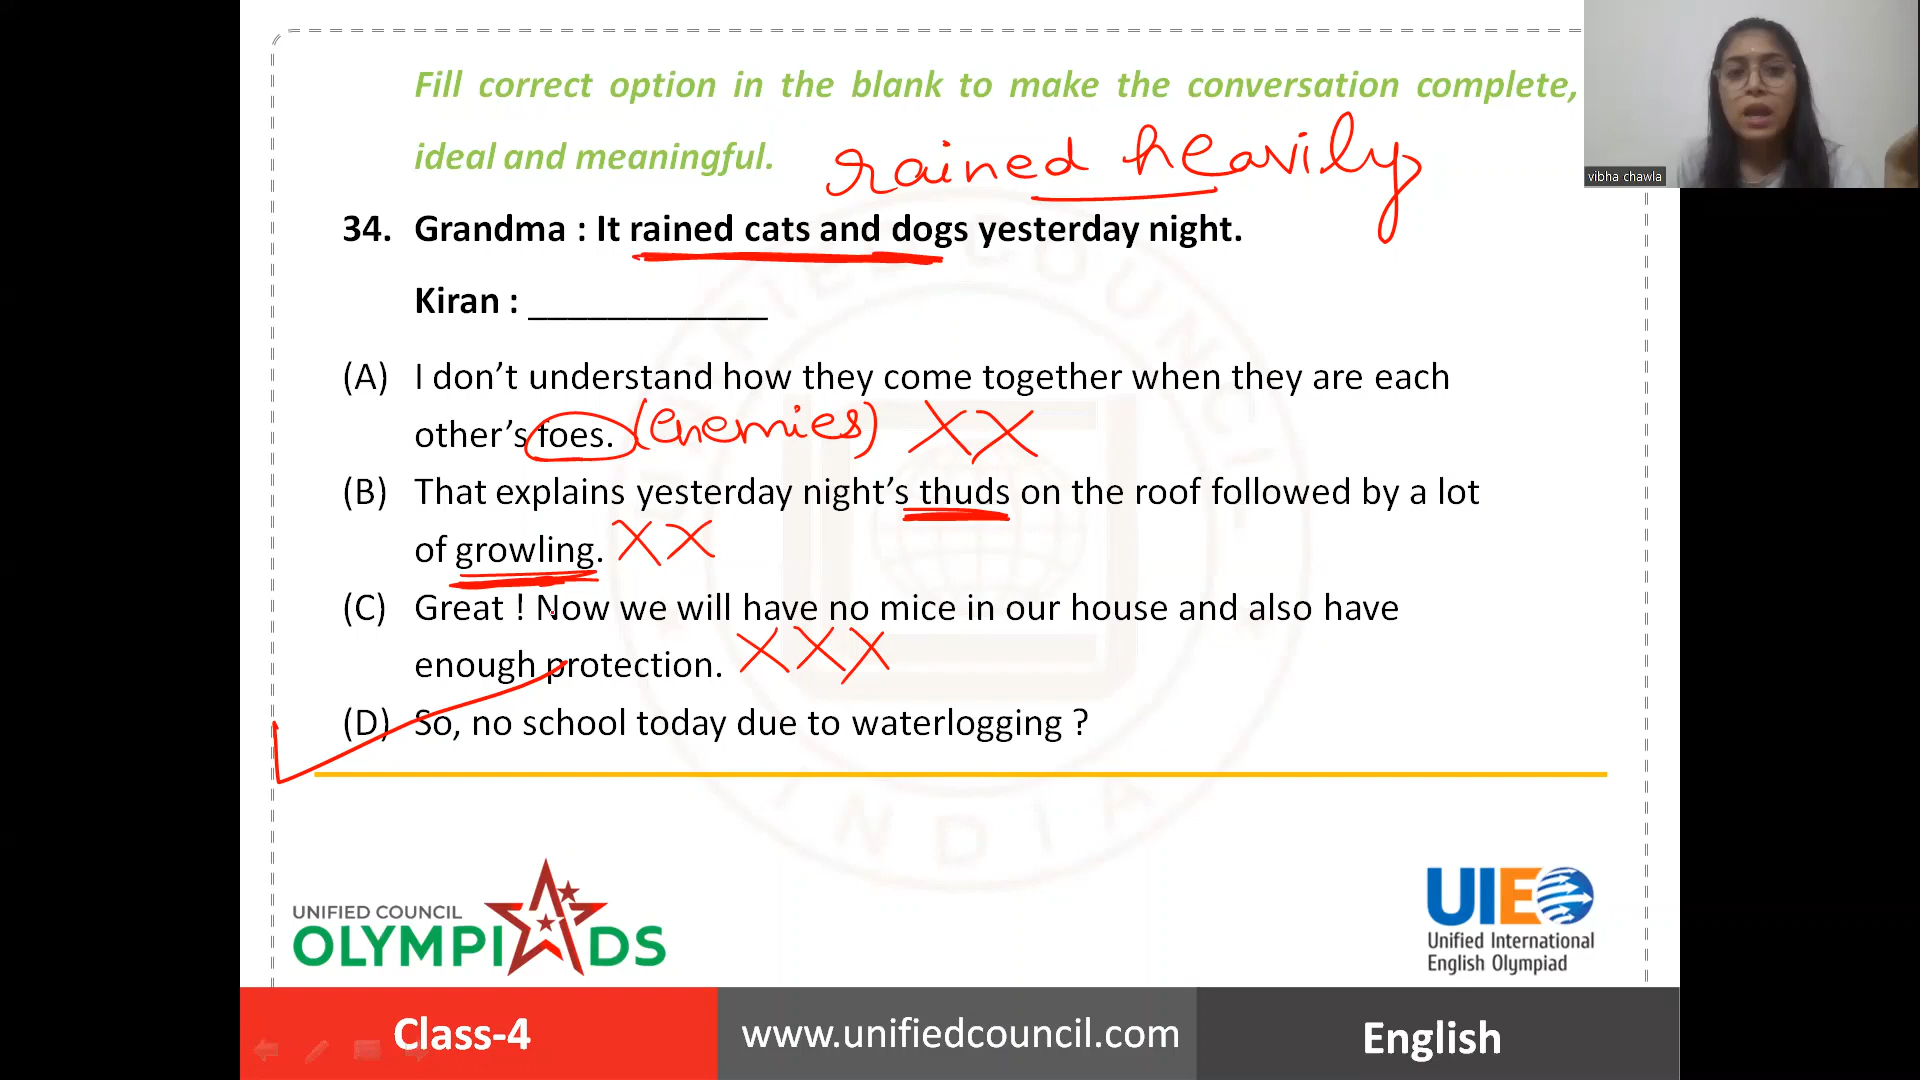 Fill correct option in the blank to make the conversation complete,
ideal and meaningful.
rained heavily
34. Grandma : It rained cats and dogs yesterday night.
Kiran : ____________
(A) I don’t understand how they come together when they are each
other’s foes. (enemies) X X
(B) That explains yesterday night’s thuds on the roof followed by a lot
of growling. X X
(C) Great ! Now we will have no mice in our house and also have
enough protection. X X X
(D) So, no school today due to waterlogging ?
vibha chawla
UNIFIED COUNCIL
OLYMPIADS
UIEO
Unified International
English Olympiad
Class-4
www.unifiedcouncil.com
English
UNIFIED COUNCIL
INDIA